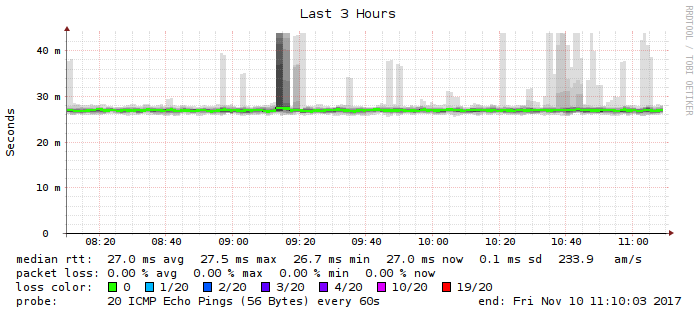 Last 3 Hours
RRDTOOL / TOBI OETIKER
Seconds
40 m
30 m
20 m
10 m
0
08:20 08:40 09:00 09:20 09:40 10:00 10:20 10:40 11:00
median rtt: 27.0 ms avg 27.5 ms max 26.7 ms min 27.0 ms now 0.1 ms sd 233.9 am/s
packet loss: 0.00 % avg 0.00 % max 0.00 % min 0.00 % now
loss color: 0 1/20 2/20 3/20 4/20 10/20 19/20
probe: 20 ICMP Echo Pings (56 Bytes) every 60s end: Fri Nov 10 11:10:03 2017